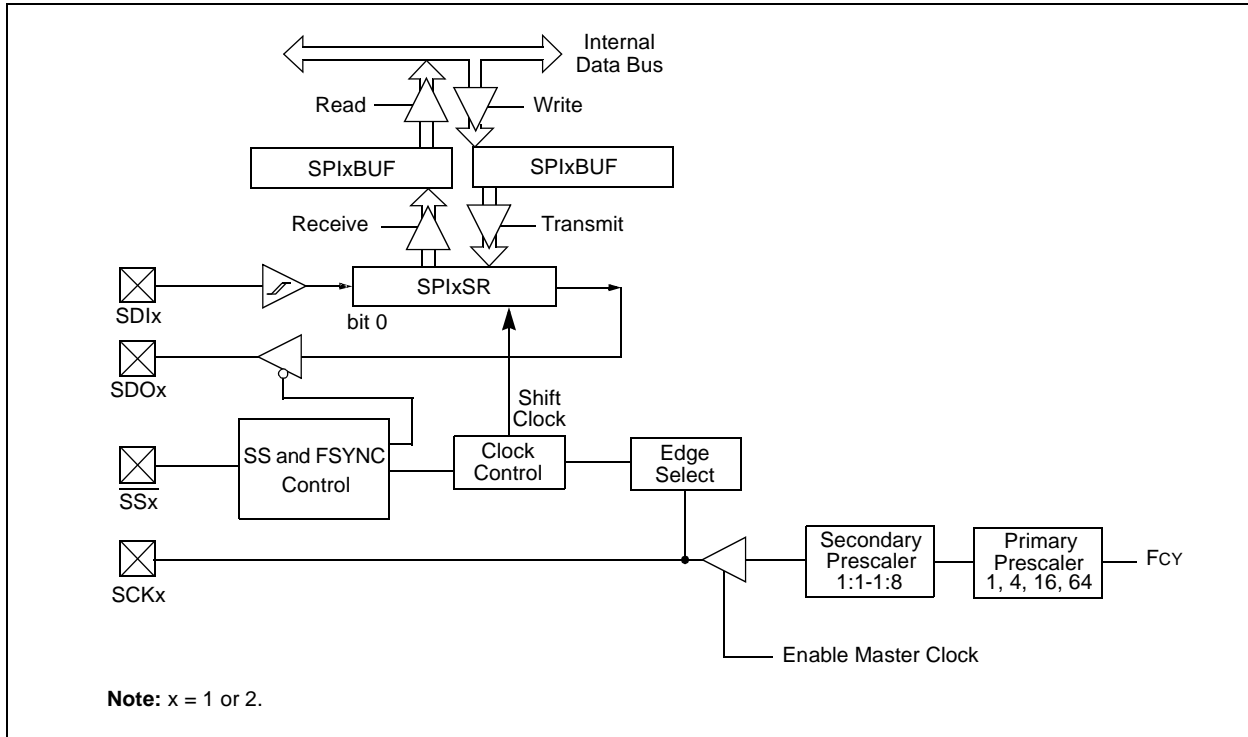 Internal
Data Bus
Read
Write
SPIxBUF
SPIxBUF
Receive
Transmit
SPIxSR
SDIx
bit 0
SDOx
Shift
Clock
SS and FSYNC
Control
Clock
Control
Edge
Select
SSx
Secondary
Prescaler
1:1-1:8
Primary
Prescaler
1, 4, 16, 64
FCY
SCKx
Enable Master Clock
Note: x = 1 or 2.